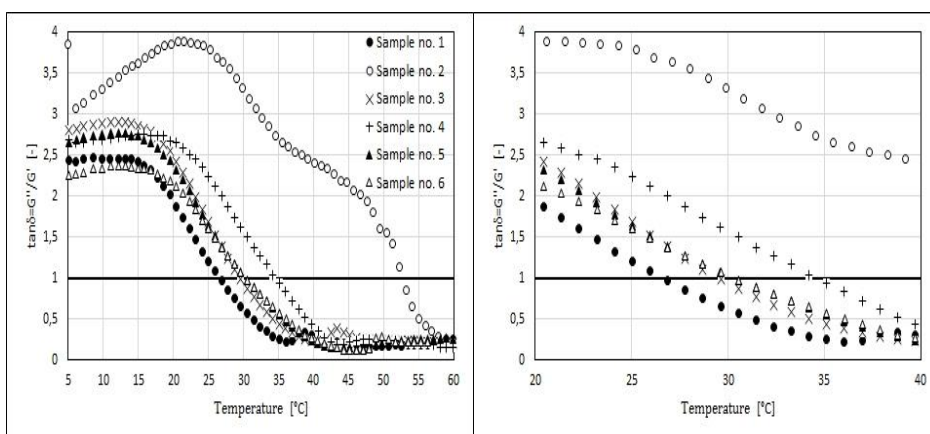 4
3,5
3
2,5
2
1,5
1
0,5
0
tanδ=G''/G' [-]
5 10 15 20 25 30 35 40 45 50 55 60
Temperature [°C]
Sample no. 1
Sample no. 2
Sample no. 3
Sample no. 4
Sample no. 5
Sample no. 6
4
3,5
3
2,5
2
1,5
1
0,5
0
tanδ=G''/G' [-]
20 25 30 35 40
Temperature [°C]